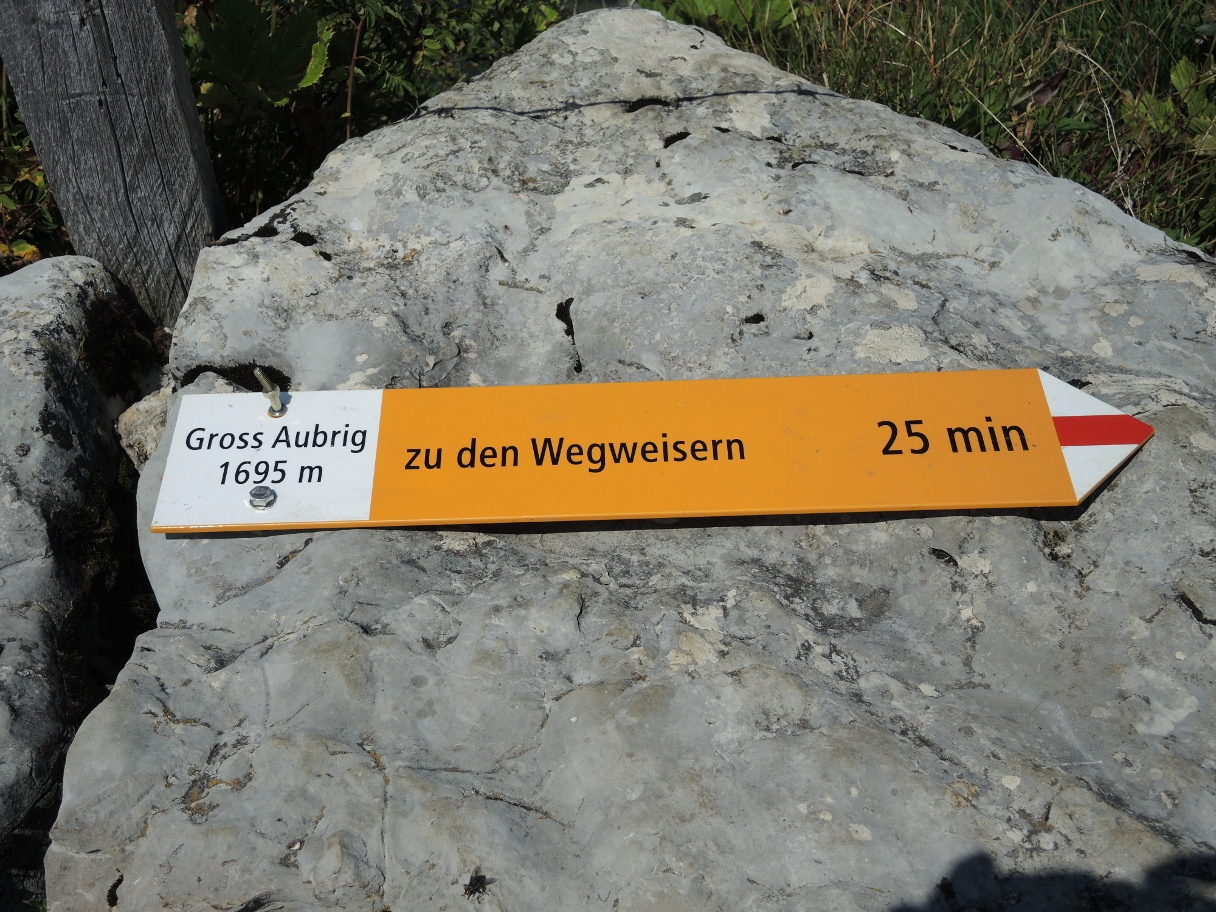 Gross Aubrig
1695 m
zu den Wegweisern
25 min